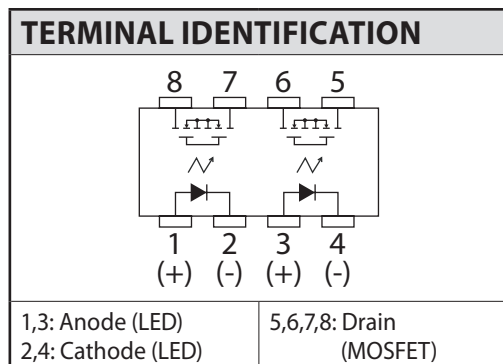 TERMINAL IDENTIFICATION
8 7 6 5
1 2 3 4
(+) (-) (+) (-)
1,3: Anode (LED)
2,4: Cathode (LED)
5,6,7,8: Drain
(MOSFET)